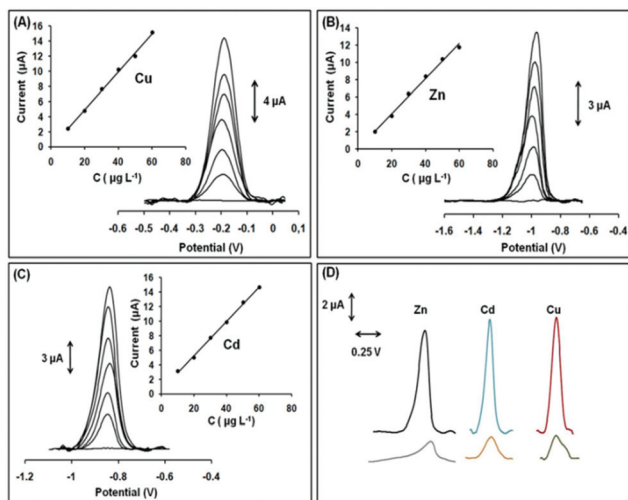 (A)
16
14
12
10
8
6
4
2
0
Current (µA)
Cu
0 20 40 60 80
C ( µg L-1)
4 µA
-0.6 -0.5 -0.4 -0.3 -0.2 -0.1 0 0,1
Potential (V)
(B)
14
12
10
8
6
4
2
0
Current (µA)
Zn
0 20 40 60 80
C ( µg L-1)
3 µA
-1.6 -1.4 -1.2 -1 -0.8 -0.6 -0.4
Potential (V)
(C)
3 µA
16
14
12
10
8
6
4
2
0
Current (µA)
Cd
0 20 40 60 80
C ( µg L-1)
-1.2 -1 -0.8 -0.6 -0.4
Potential (V)
(D)
2 µA
0.25 V
Zn Cd Cu